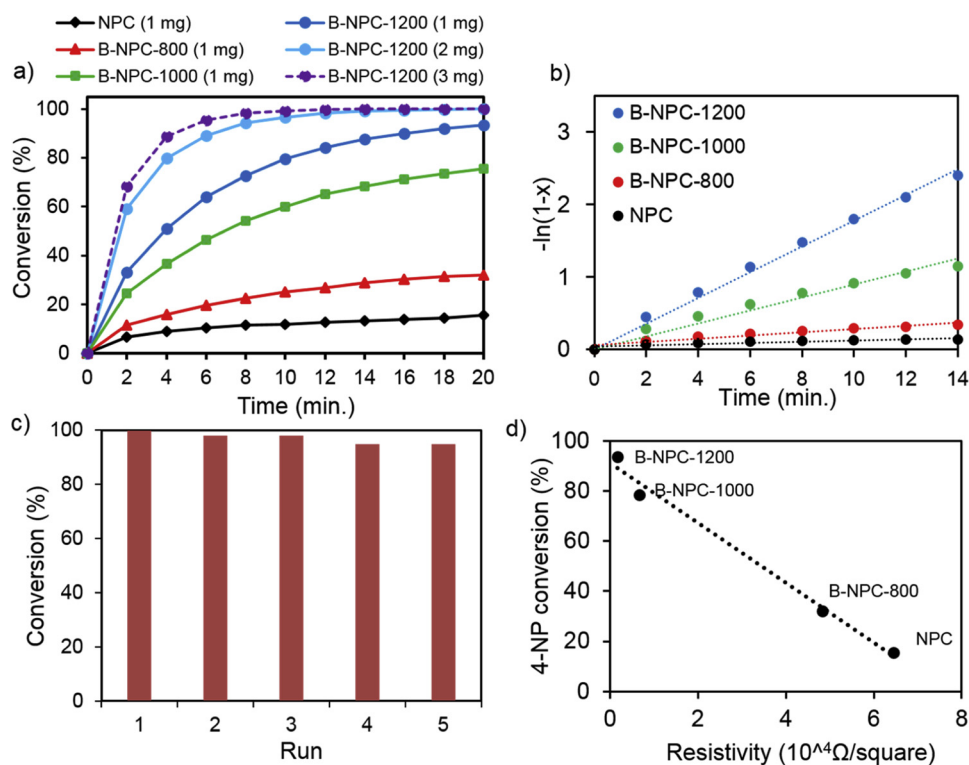 NPC (1 mg)
B-NPC-1200 (1 mg)
B-NPC-800 (1 mg)
B-NPC-1200 (2 mg)
B-NPC-1000 (1 mg)
B-NPC-1200 (3 mg)
a)
100
80
60
40
20
0
Conversion (%)
0 2 4 6 8 10 12 14 16 18 20
Time (min.)
b)
3
2
1
0
-ln(1-x)
B-NPC-1200
B-NPC-1000
B-NPC-800
NPC
0 2 4 6 8 10 12 14
Time (min.)
c)
100
80
60
40
20
0
Conversion (%)
1 2 3 4 5
Run
d)
100
80
60
40
20
0
4-NP conversion (%)
B-NPC-1200
B-NPC-1000
B-NPC-800
NPC
0 2 4 6 8
Resistivity (10^⁴Ω/square)